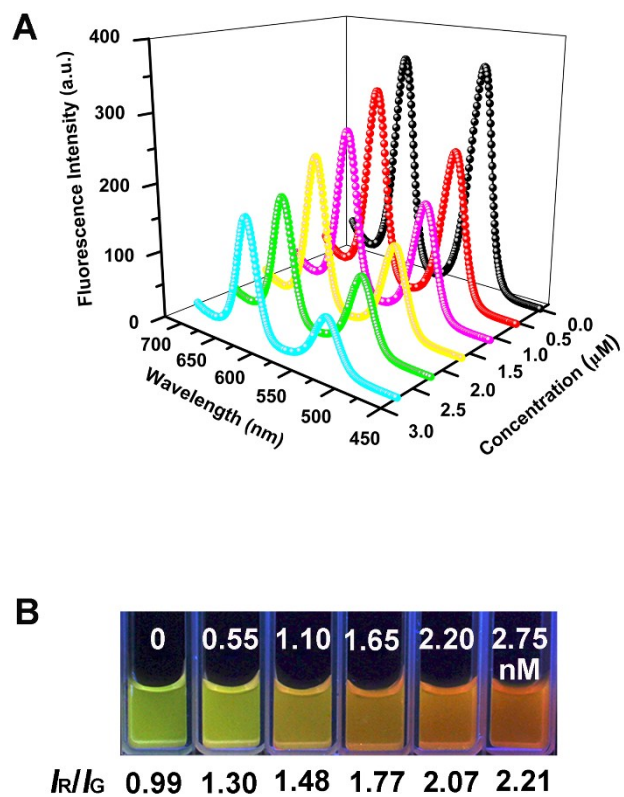 A
400
300
200
100
0
Fluorescence Intensity (a.u.)
700
650
600
550
500
450
Wavelength (nm)
0.0
0.5
1.0
1.5
2.0
2.5
3.0
Concentration (μM)
B
0 0.55 1.10 1.65 2.20 2.75
nM
IR/IG 0.99 1.30 1.48 1.77 2.07 2.21